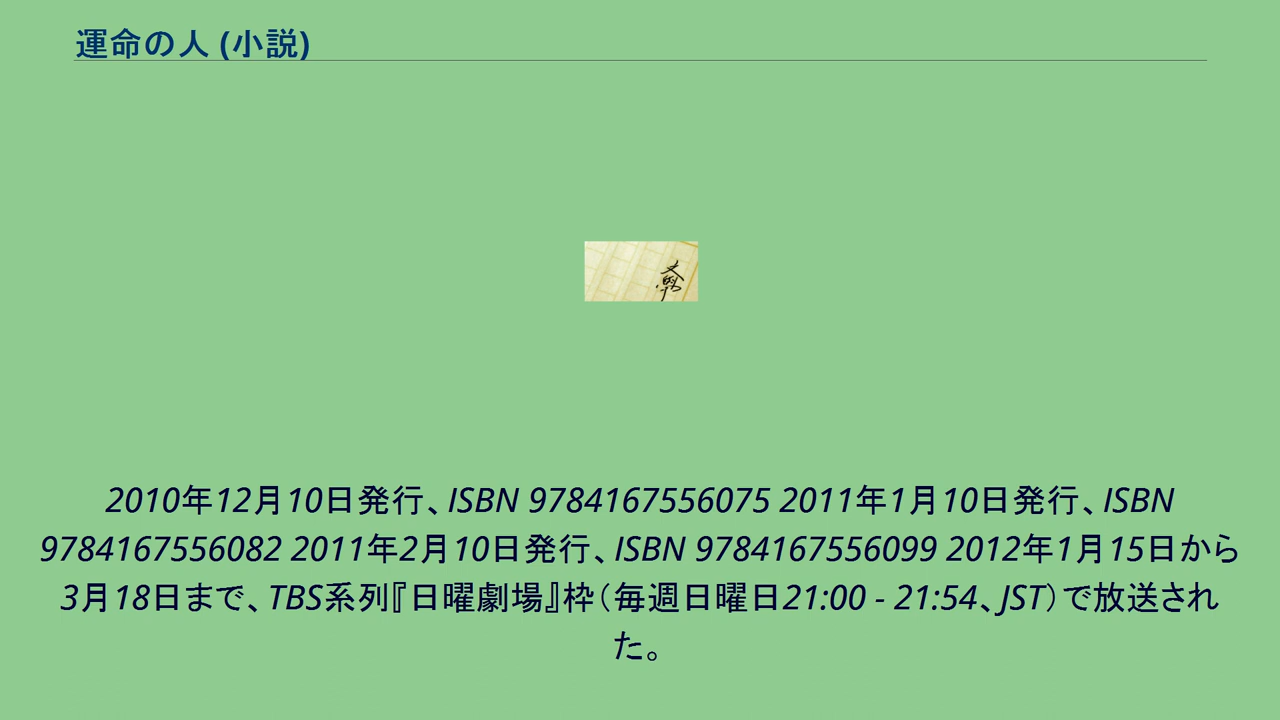 運命の人 (小説)
2010年12月10日発行、ISBN 9784167556075 2011年1月10日発行、ISBN
9784167556082 2011年2月10日発行、ISBN 9784167556099 2012年1月15日から
3月18日まで、TBS系列『日曜劇場』枠（毎週日曜日21:00 - 21:54、JST）で放送され
た。